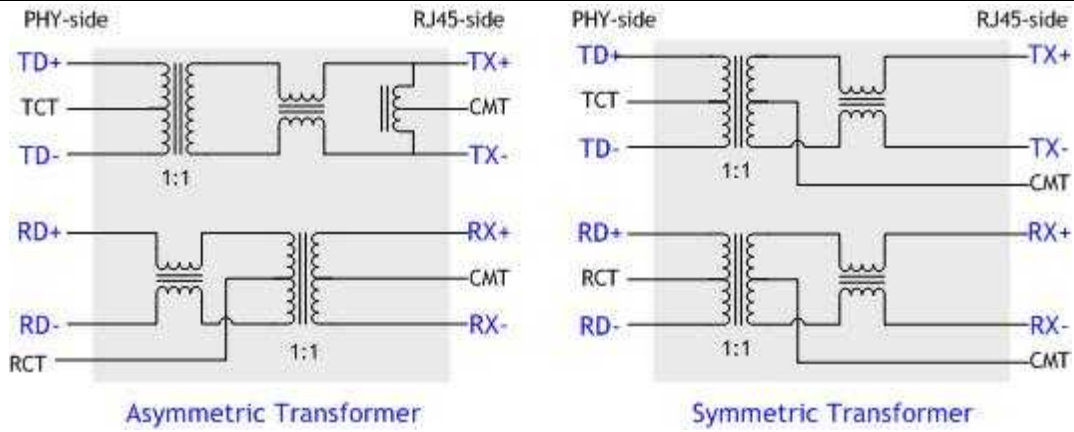 PHY-side RJ45-side
TD+ TX+
TCT CMT
TD- TX-
1:1
RD+ RX+
CMT
RD- RX-
RCT 1:1
Asymmetric Transformer
PHY-side RJ45-side
TD+ TX+
TCT
TD- TX-
1:1 CMT
RD+ RX+
RCT
RD- RX-
1:1 CMT
Symmetric Transformer